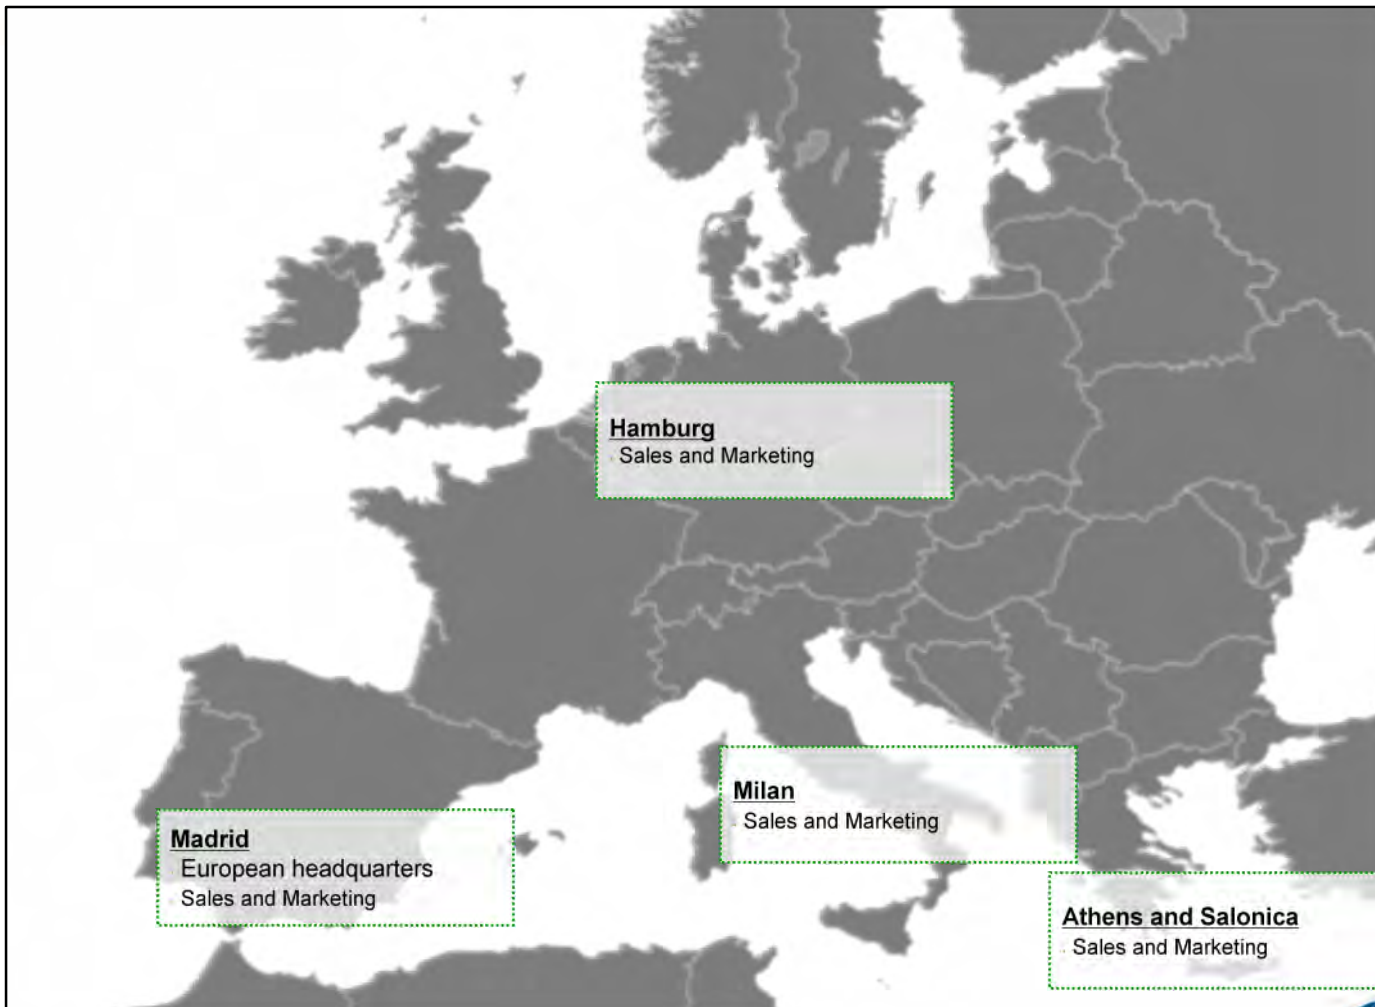 Hamburg
Sales and Marketing
Milan
Sales and Marketing
Madrid
European headquarters
Sales and Marketing
Athens and Salonica
Sales and Marketing